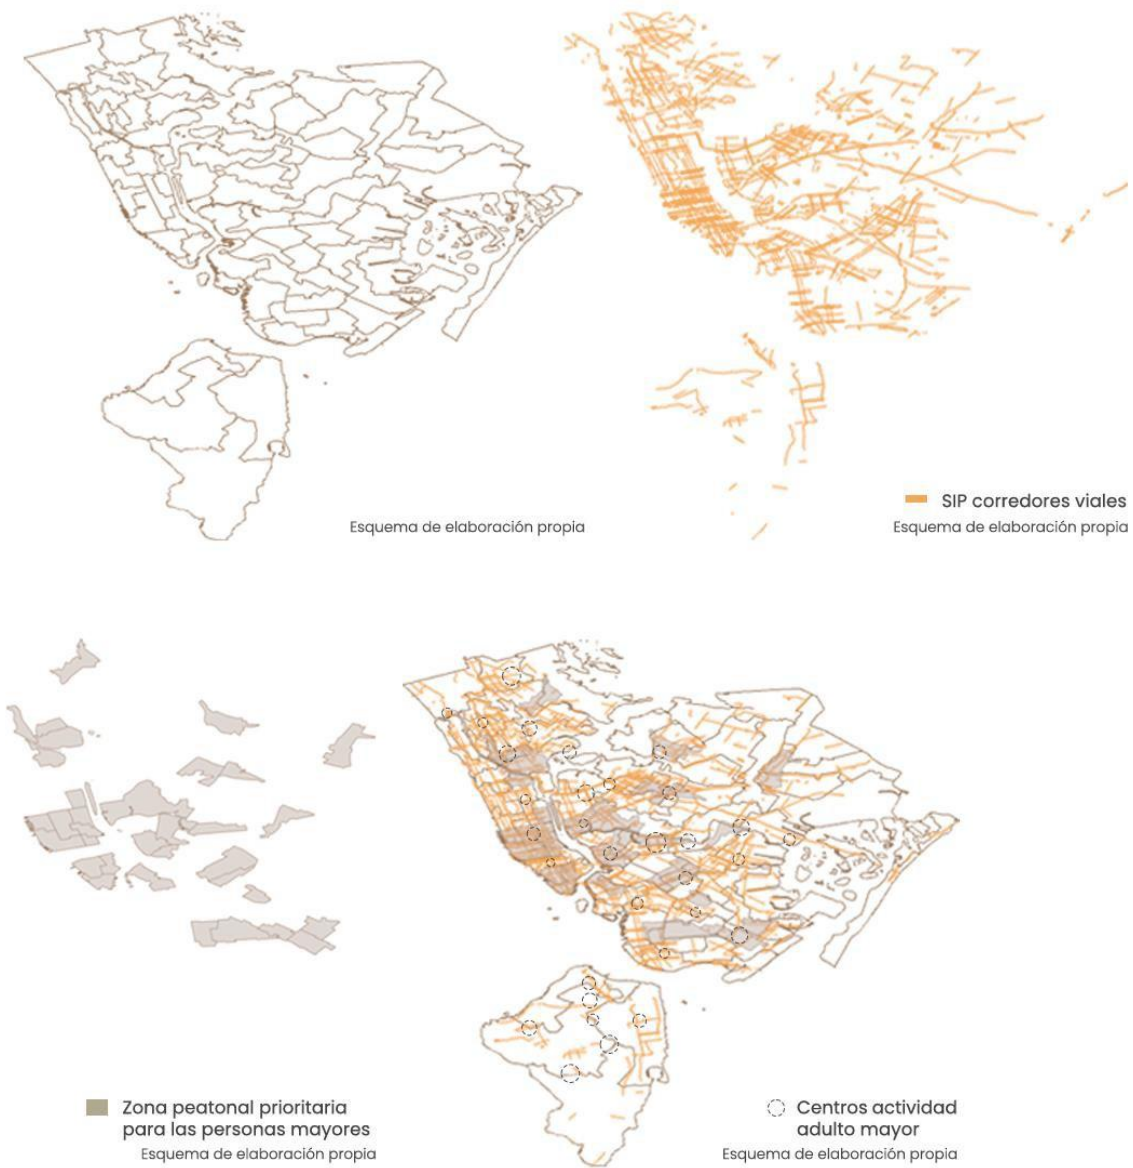 Esquema de elaboración propia
SIP corredores viales
Esquema de elaboración propia
Zona peatonal prioritaria
para las personas mayores
Esquema de elaboración propia
Centros actividad
adulto mayor
Esquema de elaboración propia